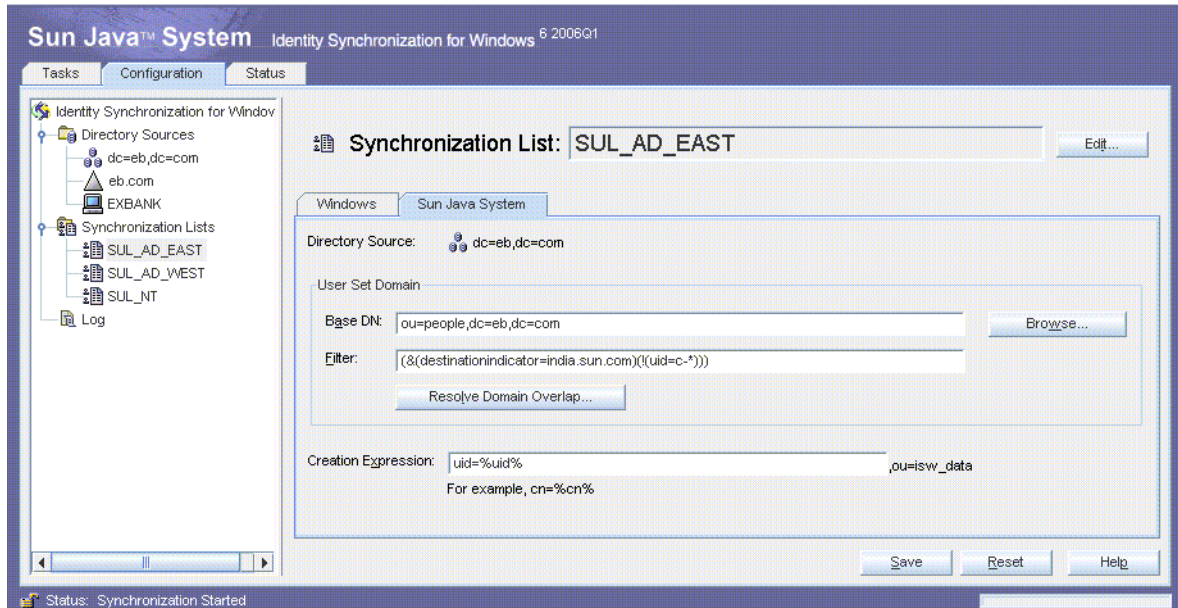 Sun Java™ System Identity Synchronization for Windows 6 2006Q1
Tasks Configuration Status
Identity Synchronization for Windov
Directory Sources
dc=eb,dc=com
eb.com
EXBANK
Synchronization Lists
SUL_AD_EAST
SUL_AD_WEST
SUL_NT
Log
Synchronization List: SUL_AD_EAST Edit...
Windows Sun Java System
Directory Source: dc=eb,dc=com
User Set Domain
Base DN: ou=people,dc=eb,dc=com Browse...
Filter: (&(destinationindicator=india.sun.com)(!(uid=c-*)))
Resolve Domain Overlap...
Creation Expression: uid=%uid% ,ou=isw_data
For example, cn=%cn%
Save Reset Help
Status: Synchronization Started